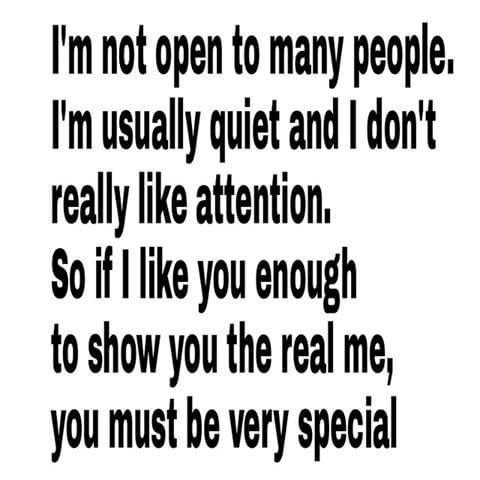 I'm not open to many people.
I'm usually quiet and I don't
really like attention.
So if I like you enough
to show you the real me,
you must be very special